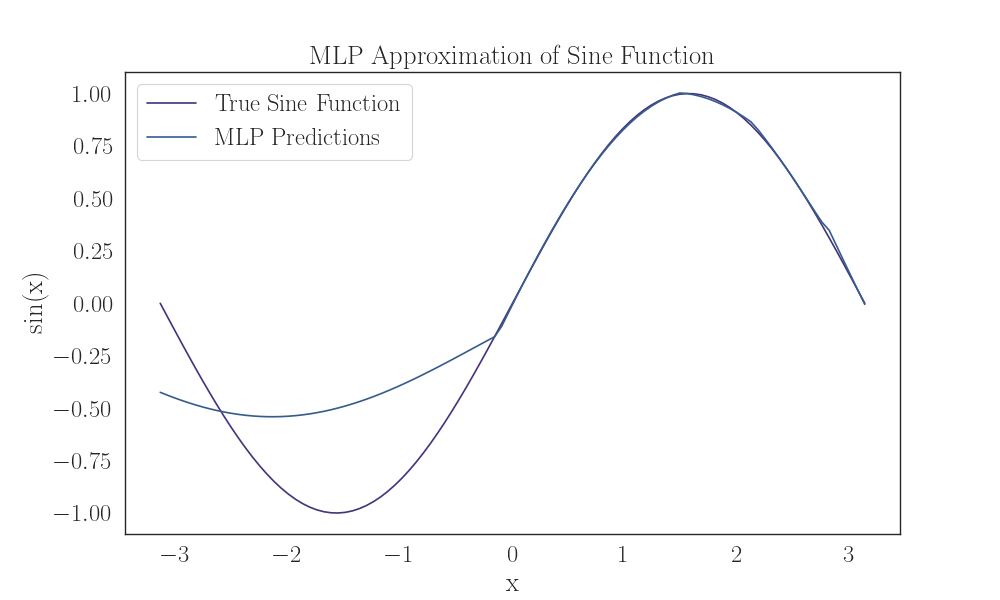 MLP Approximation of Sine Function
True Sine Function
MLP Predictions
1.00
0.75
0.50
0.25
0.00
−0.25
−0.50
−0.75
−1.00
sin(x)
−3 −2 −1 0 1 2 3
x